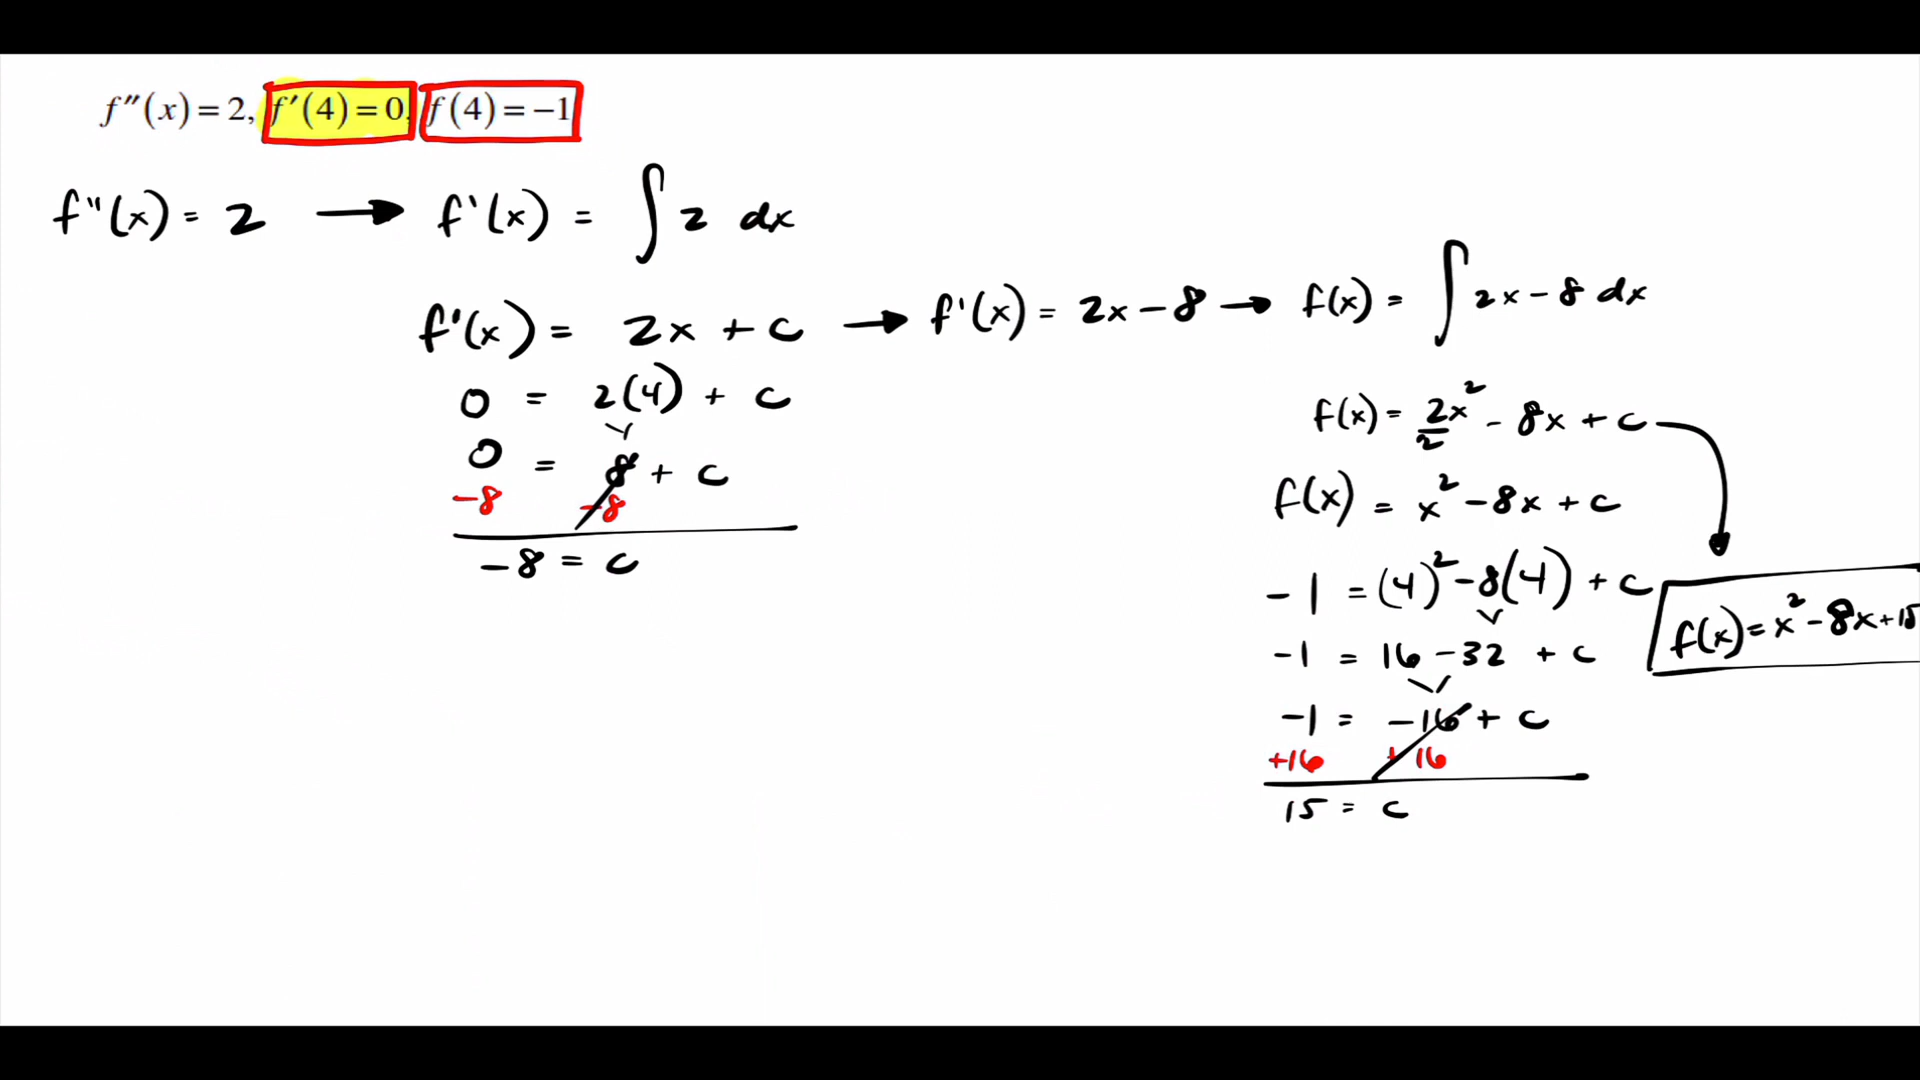 f″(x) = 2, f′(4) = 0, f(4) = −1
f"(x) = 2 → f'(x) = ∫ 2 dx
f'(x) = 2x + c → f'(x) = 2x − 8 → f(x) = ∫ 2x − 8 dx
0 = 2(4) + c
0 = 8 + c
−8 −8
−8 = c
f(x) = 2x²/2 − 8x + c
f(x) = x² − 8x + c
−1 = (4)² − 8(4) + c
−1 = 16 − 32 + c
−1 = −16 + c
+16 +16
15 = c
f(x) = x² − 8x + 15